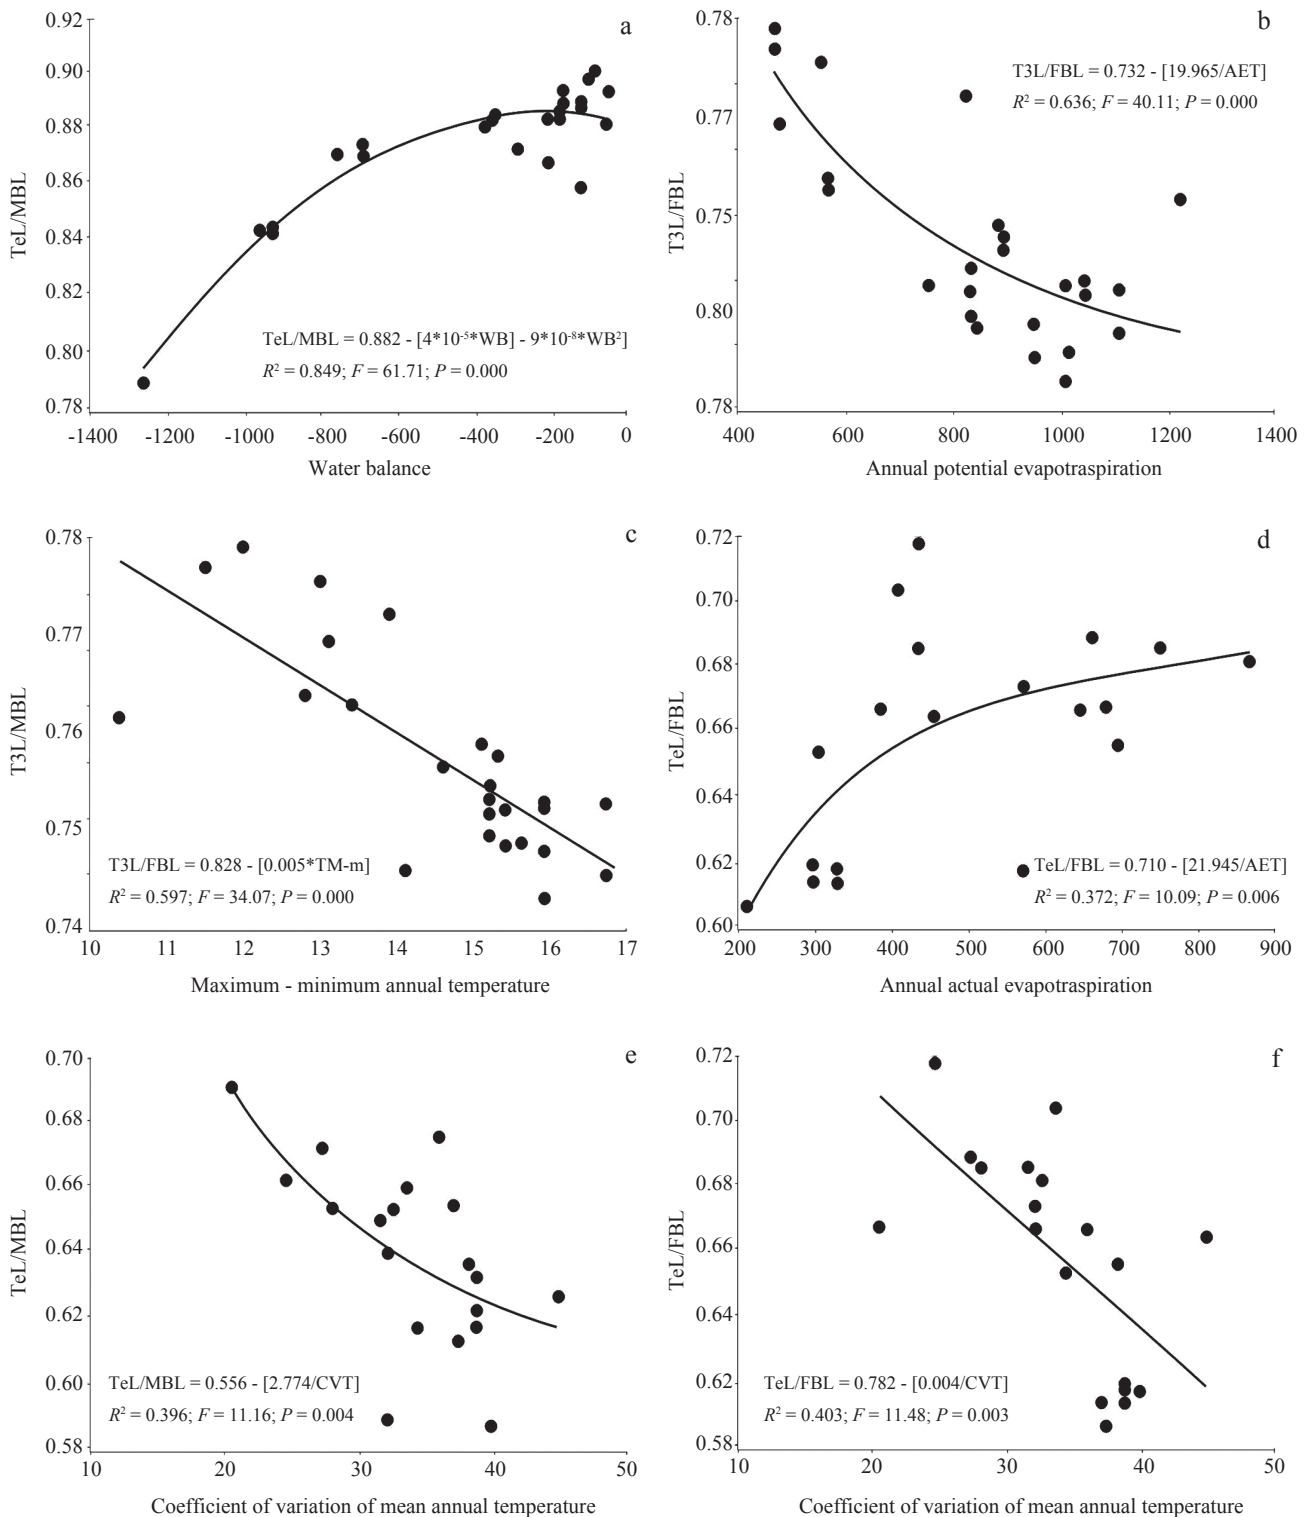 a
0.92
0.90
0.88
0.86
0.84
0.82
0.80
0.78
TeL/MBL
TeL/MBL = 0.882 - [4*10⁻⁵*WB] - 9*10⁻⁸*WB²]
R² = 0.849; F = 61.71; P = 0.000
-1400 -1200 -1000 -800 -600 -400 -200 0
Water balance
b
0.78
0.77
0.75
0.80
0.78
T3L/FBL
T3L/FBL = 0.732 - [19.965/AET]
R² = 0.636; F = 40.11; P = 0.000
400 600 800 1000 1200 1400
Annual potential evapotraspiration
c
0.78
0.77
0.76
0.75
0.74
T3L/MBL
T3L/FBL = 0.828 - [0.005*TM-m]
R² = 0.597; F = 34.07; P = 0.000
10 11 12 13 14 15 16 17
Maximum - minimum annual temperature
d
0.72
0.70
0.68
0.66
0.64
0.62
0.60
TeL/FBL
TeL/FBL = 0.710 - [21.945/AET]
R² = 0.372; F = 10.09; P = 0.006
200 300 400 500 600 700 800 900
Annual actual evapotraspiration
e
0.70
0.68
0.66
0.64
0.62
0.60
0.58
TeL/MBL
TeL/MBL = 0.556 - [2.774/CVT]
R² = 0.396; F = 11.16; P = 0.004
10 20 30 40 50
Coefficient of variation of mean annual temperature
f
0.72
0.70
0.68
0.66
0.64
0.62
0.58
TeL/FBL
TeL/FBL = 0.782 - [0.004/CVT]
R² = 0.403; F = 11.48; P = 0.003
10 20 30 40 50
Coefficient of variation of mean annual temperature